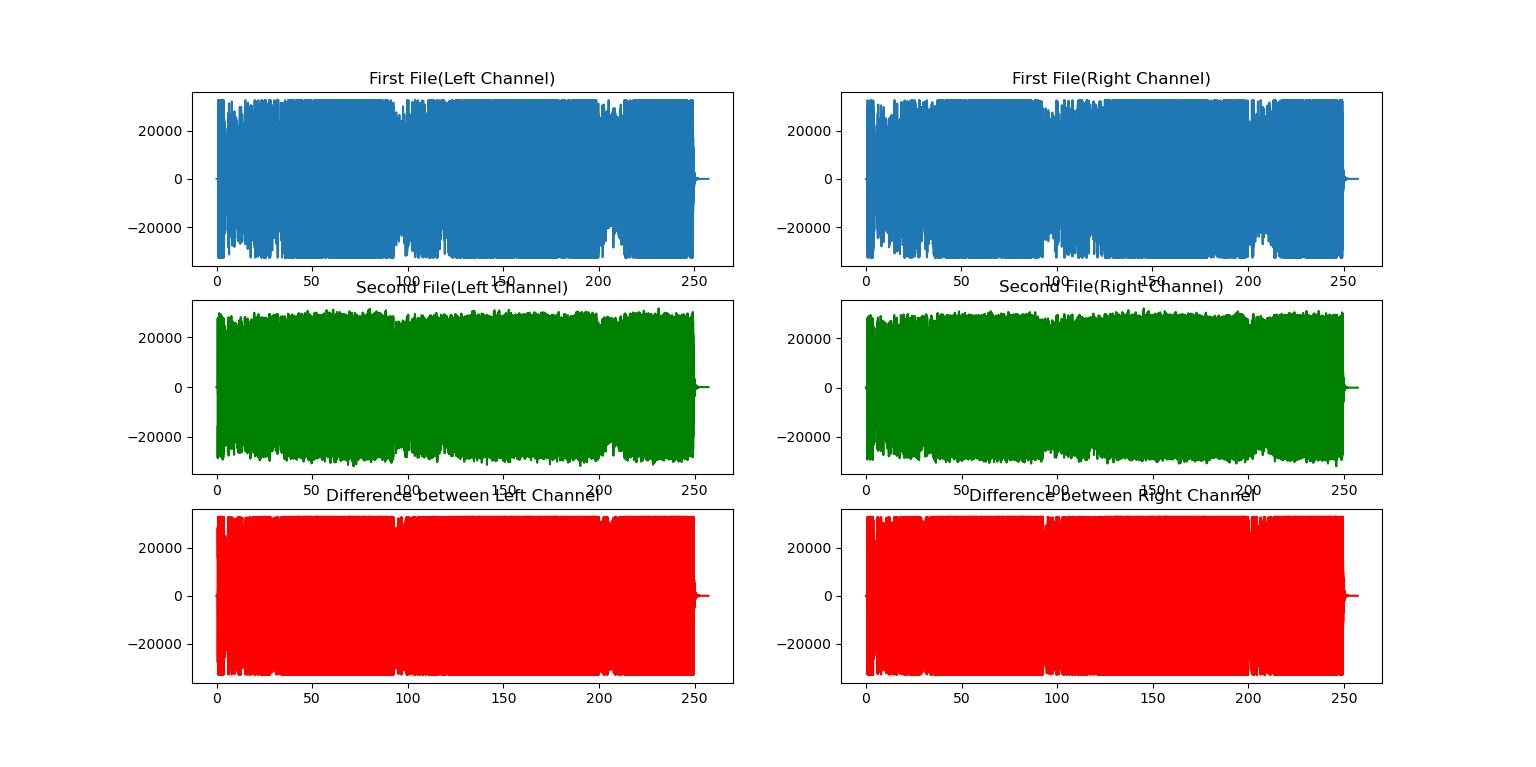 First File(Left Channel)
First File(Right Channel)
20000
0
−20000
0 50 100 150 200 250
20000
0
−20000
0 50 100 150 200 250
Second File(Left Channel)
Second File(Right Channel)
20000
0
−20000
0 50 100 150 200 250
20000
0
−20000
0 50 100 150 200 250
Difference between Left Channel
Difference between Right Channel
20000
0
−20000
0 50 100 150 200 250
20000
0
−20000
0 50 100 150 200 250